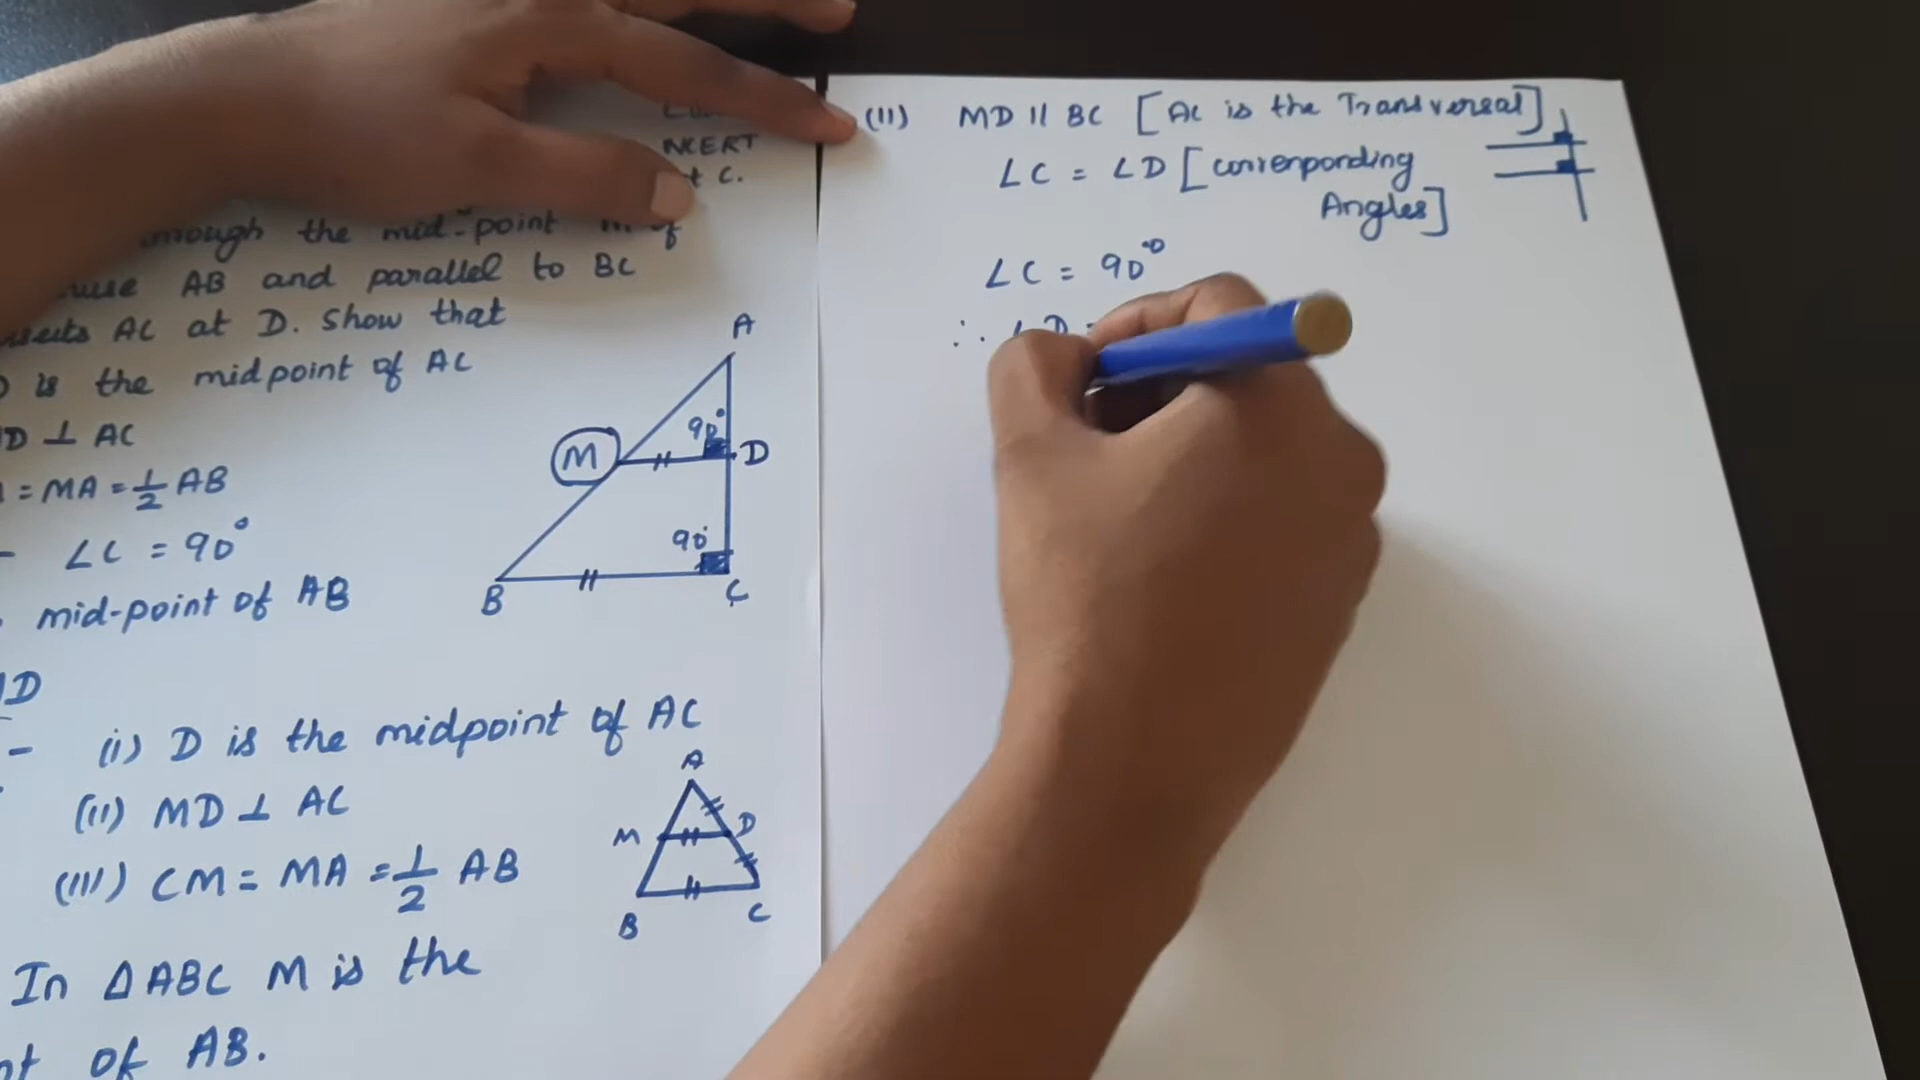 NCERT
C.
the mid-point of
AB and parallel to BC
AC at D. Show that
is the midpoint of AC
D ⊥ AC
= MA = 1/2 AB
- ∠C = 90°
mid-point of AB
D
- (i) D is the midpoint of AC
(ii) MD ⊥ AC
(iii) CM = MA = 1/2 AB
In ΔABC M is the
of AB.
A
90°
M
D
90°
B
C
A
M
D
B
C
(ii) MD || BC [AC is the Transversal]
∠C = ∠D [corresponding
Angles]
∠C = 90°
∴ ∠D =